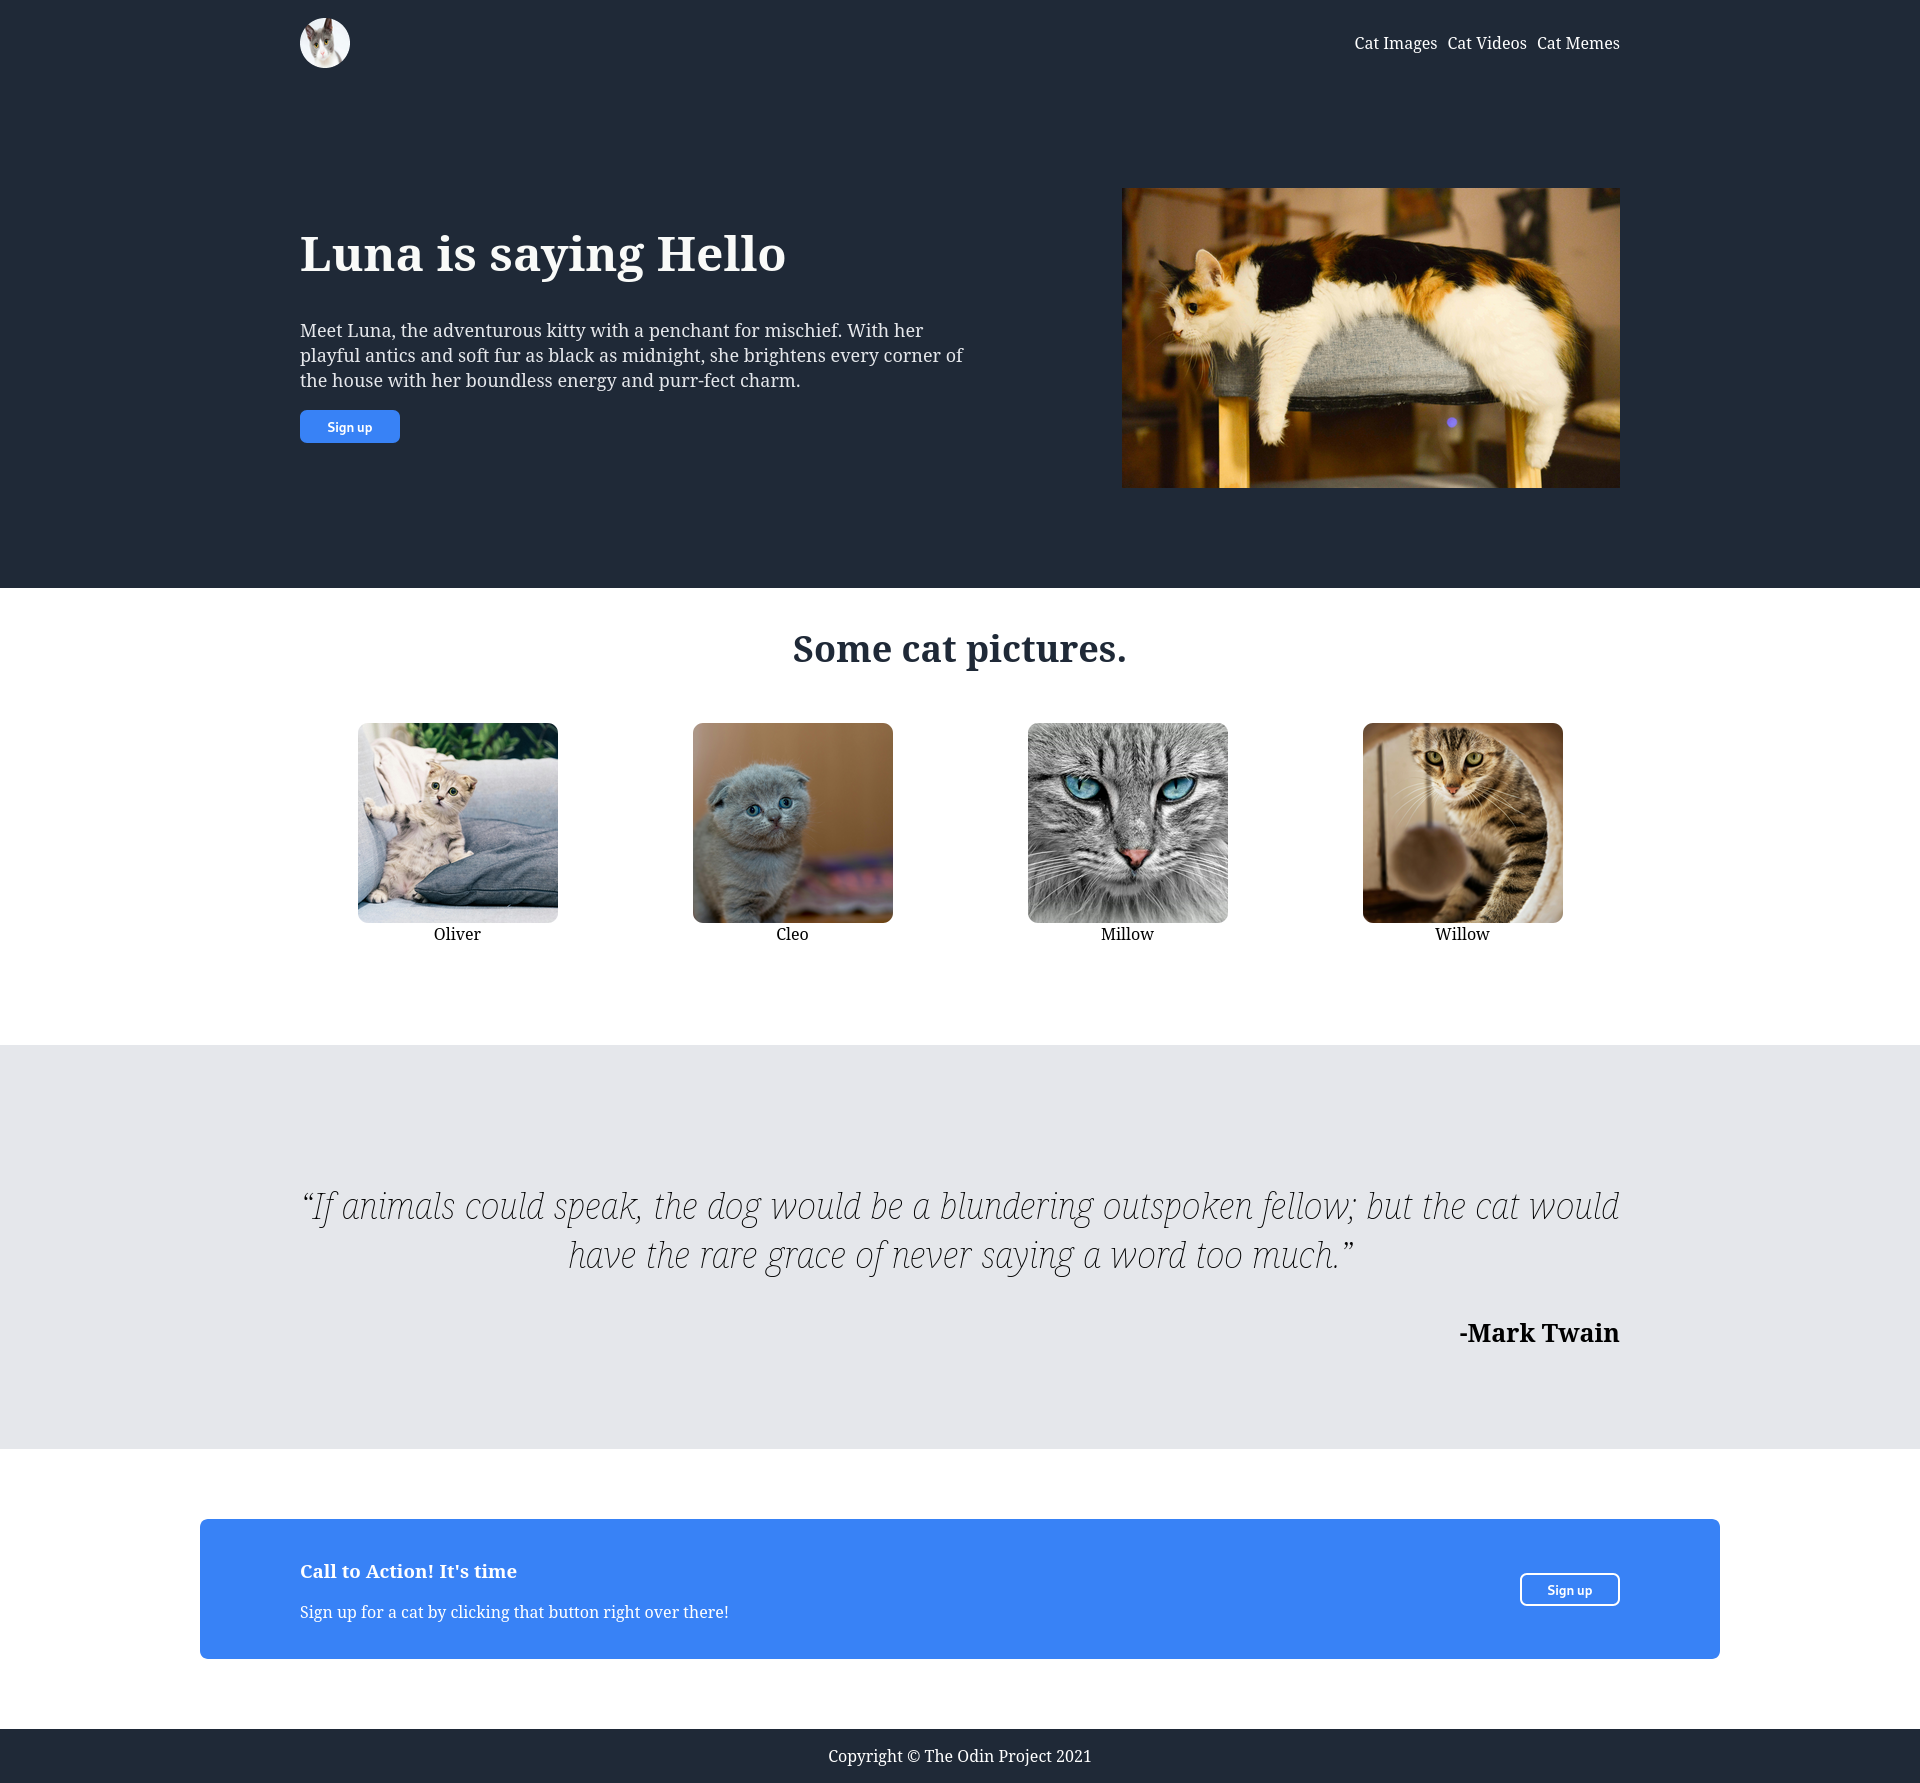 Cat Images Cat Videos Cat Memes
Luna is saying Hello
Meet Luna, the adventurous kitty with a penchant for mischief. With her
playful antics and soft fur as black as midnight, she brightens every corner of
the house with her boundless energy and purr-fect charm.
Sign up
Some cat pictures.
Oliver
Cleo
Millow
Willow
“If animals could speak, the dog would be a blundering outspoken fellow; but the cat would
have the rare grace of never saying a word too much.”
-Mark Twain
Call to Action! It's time
Sign up for a cat by clicking that button right over there!
Sign up
Copyright © The Odin Project 2021